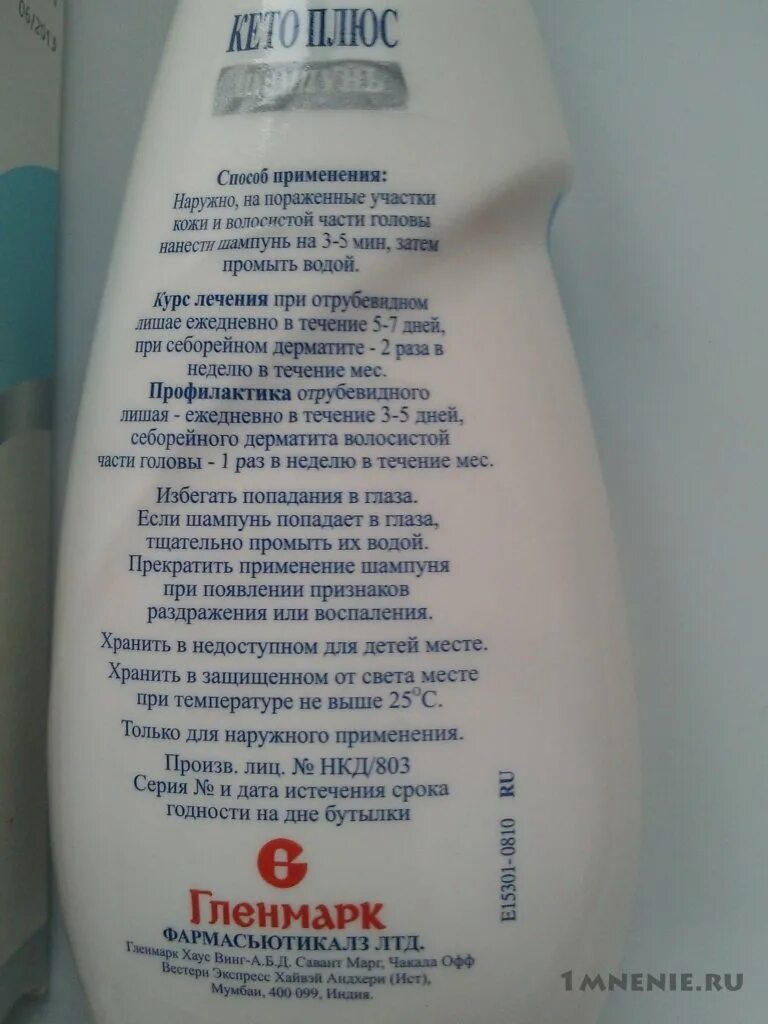 06/2013
КЕТО ПЛЮС
ШАМПУНЬ
Способ применения:
Наружно, на пораженные участки
кожи и волосистой части головы
нанести шампунь на 3-5 мин, затем
промыть водой.
Курс лечения при отрубевидном
лишае ежедневно в течение 5-7 дней,
при себорейном дерматите - 2 раза в
неделю в течение мес.
Профилактика отрубевидного
лишая - ежедневно в течение 3-5 дней,
себорейного дерматита волосистой
части головы - 1 раз в неделю в течение мес.
Избегать попадания в глаза.
Если шампунь попадает в глаза,
тщательно промыть их водой.
Прекратить применение шампуня
при появлении признаков
раздражения или воспаления.
Хранить в недоступном для детей месте.
Хранить в защищенном от света месте
при температуре не выше 25°C.
Только для наружного применения.
Произв. лиц. № НКД/803
Серия № и дата истечения срока
годности на дне бутылки
E15301-0810 RU
Гленмарк
ФАРМАСЬЮТИКАЛЗ ЛТД.
Гленмарк Хаус Винг-А.Б.Д. Савант Марг, Чакала Офф
Вестерн Экспресс Хайвэй Андхери (Ист),
Мумбаи, 400 099, Индия.
1MNENIE.RU